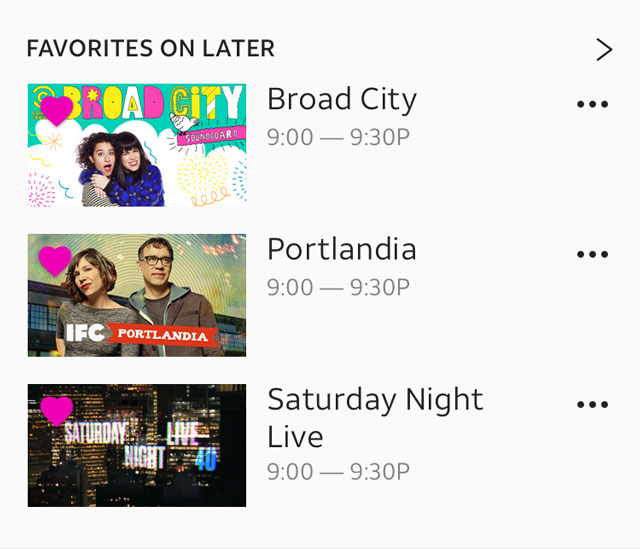 FAVORITES ON LATER
BROAD CITY
SOUNDBOARD
Broad City
9:00 — 9:30P
IFC PORTLANDIA
Portlandia
9:00 — 9:30P
SATURDAY LIVE
NIGHT 40
Saturday Night
Live
9:00 — 9:30P